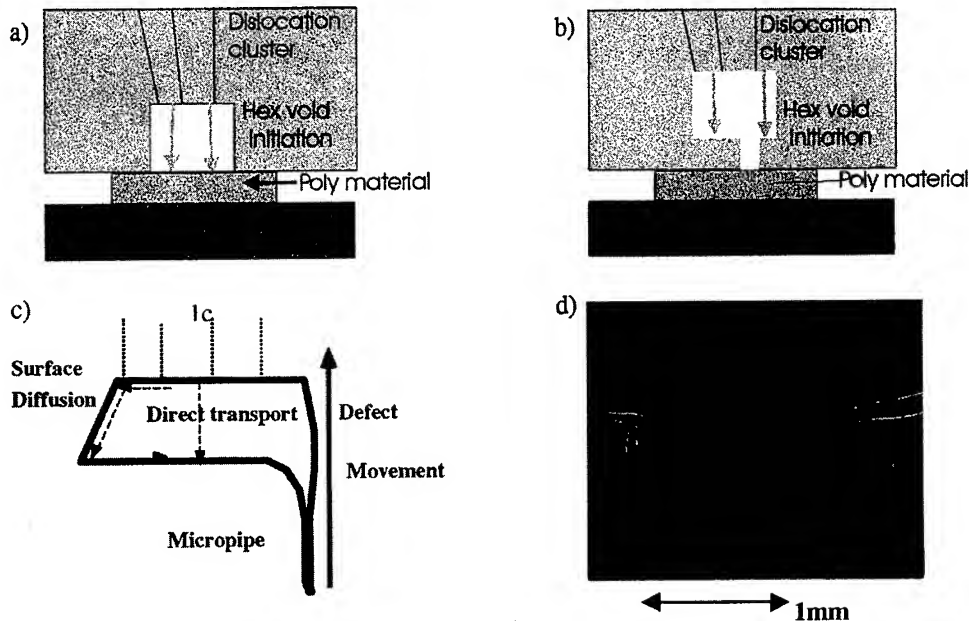 a)
Dislocation
cluster
Hex void
initiation
Poly material
b)
Dislocation
cluster
Hex void
initiation
Poly material
c)
Surface
Diffusion
Direct transport
Defect
Movement
Micropipe
d)
1mm